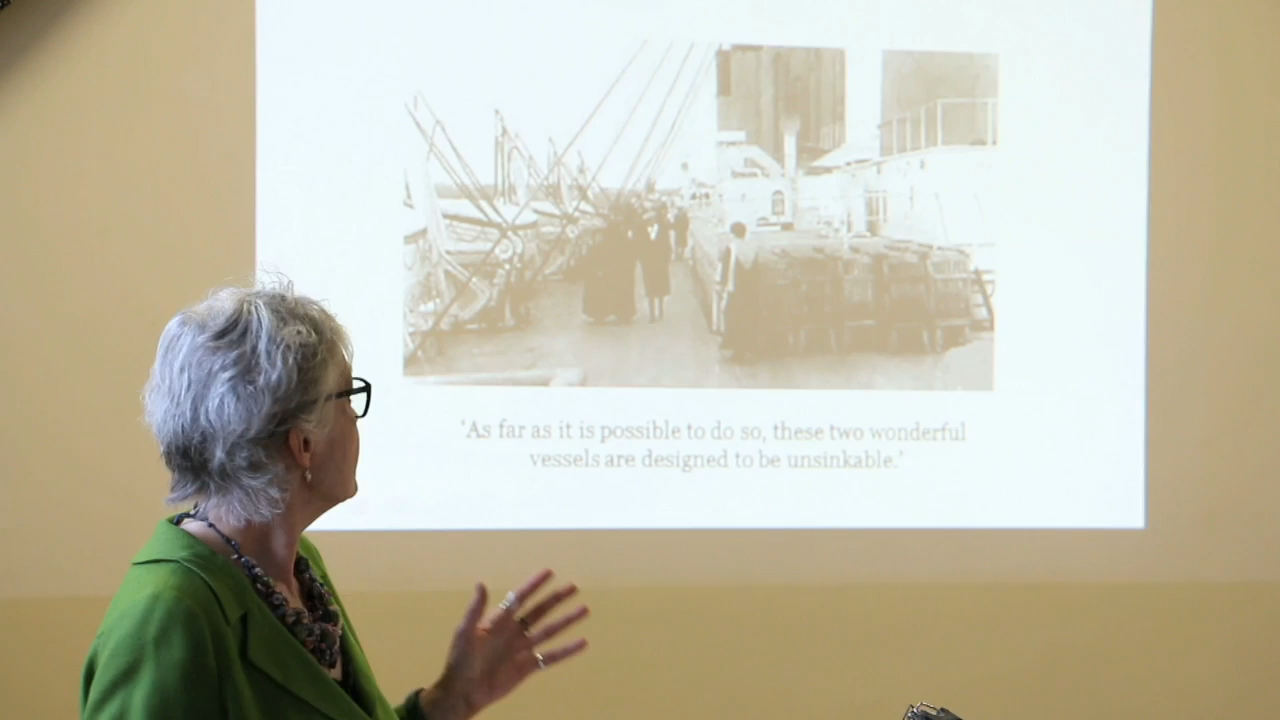 'As far as it is possible to do so, these two wonderful
vessels are designed to be unsinkable.'